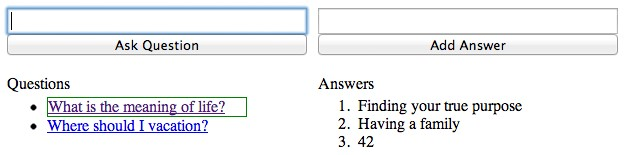 Ask Question
Add Answer
Questions
What is the meaning of life?
Where should I vacation?
Answers
1. Finding your true purpose
2. Having a family
3. 42